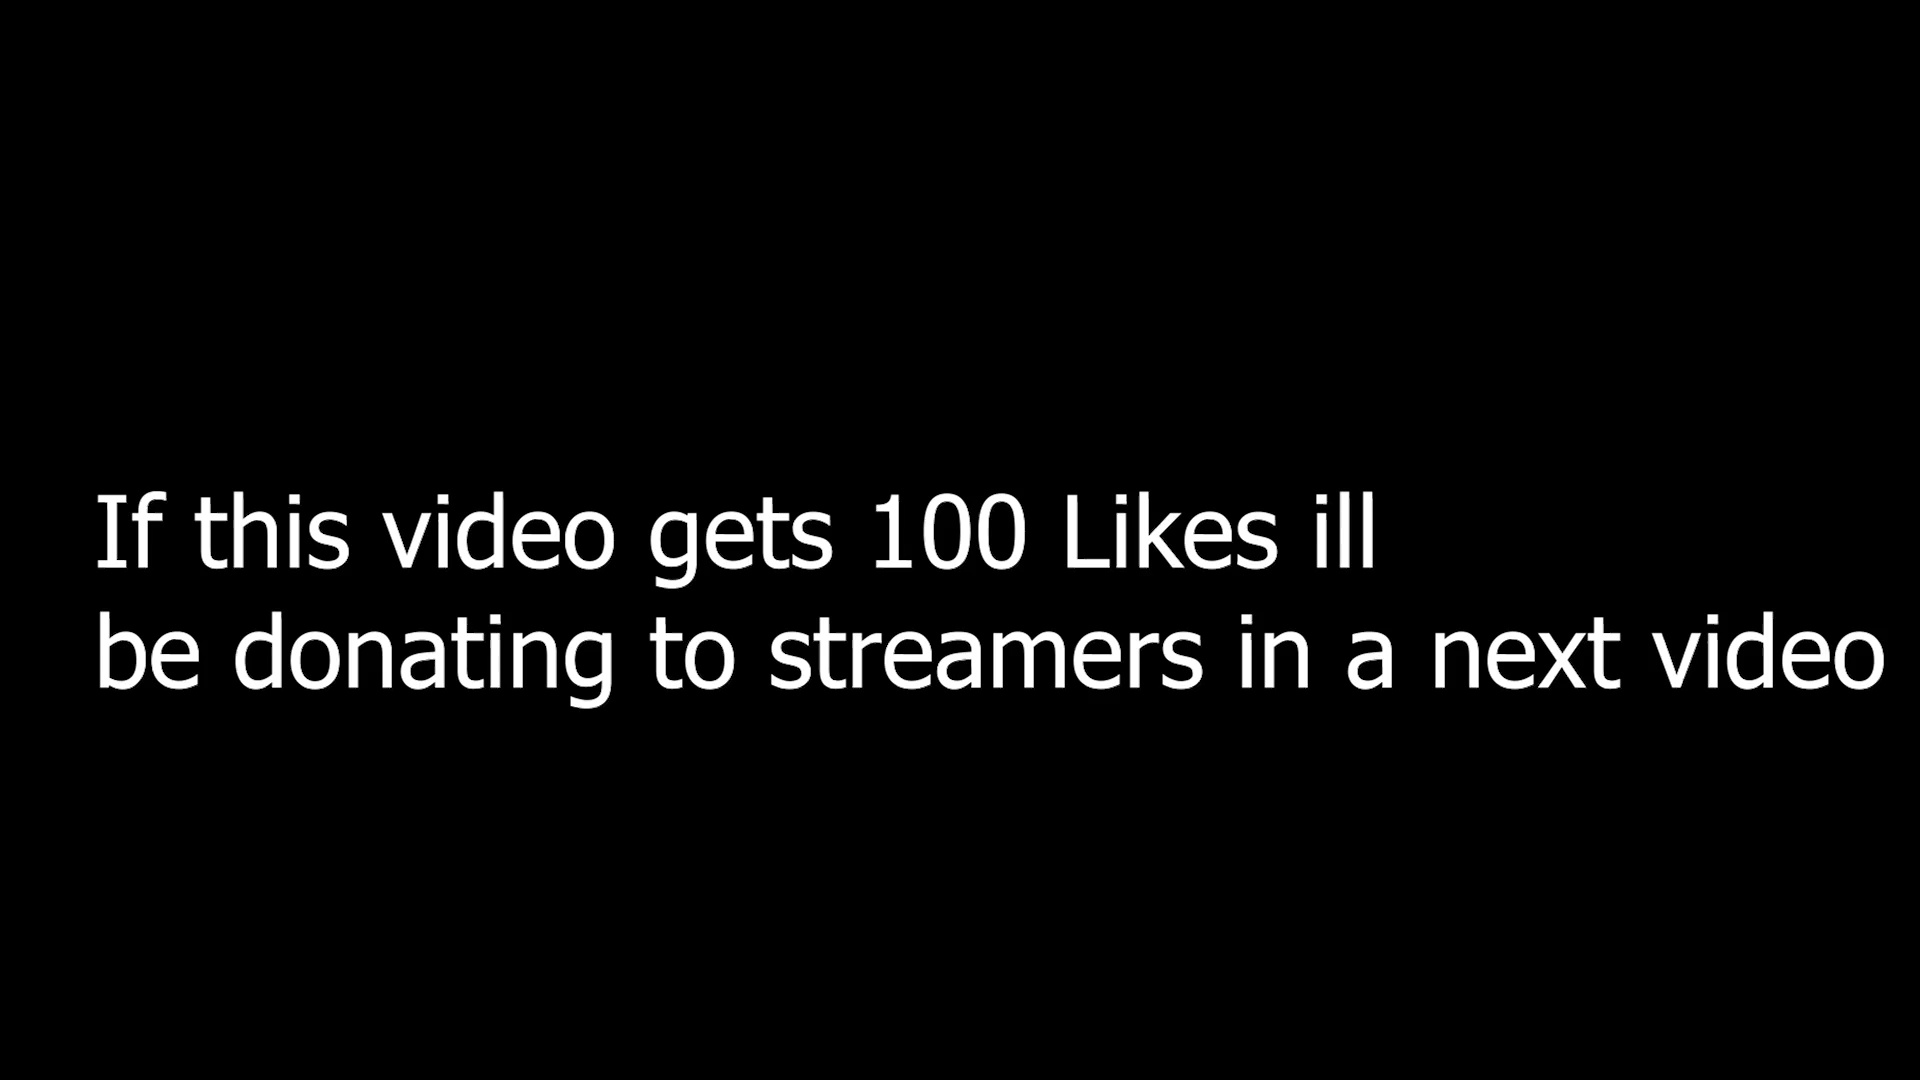 If this video gets 100 Likes ill
be donating to streamers in a next video